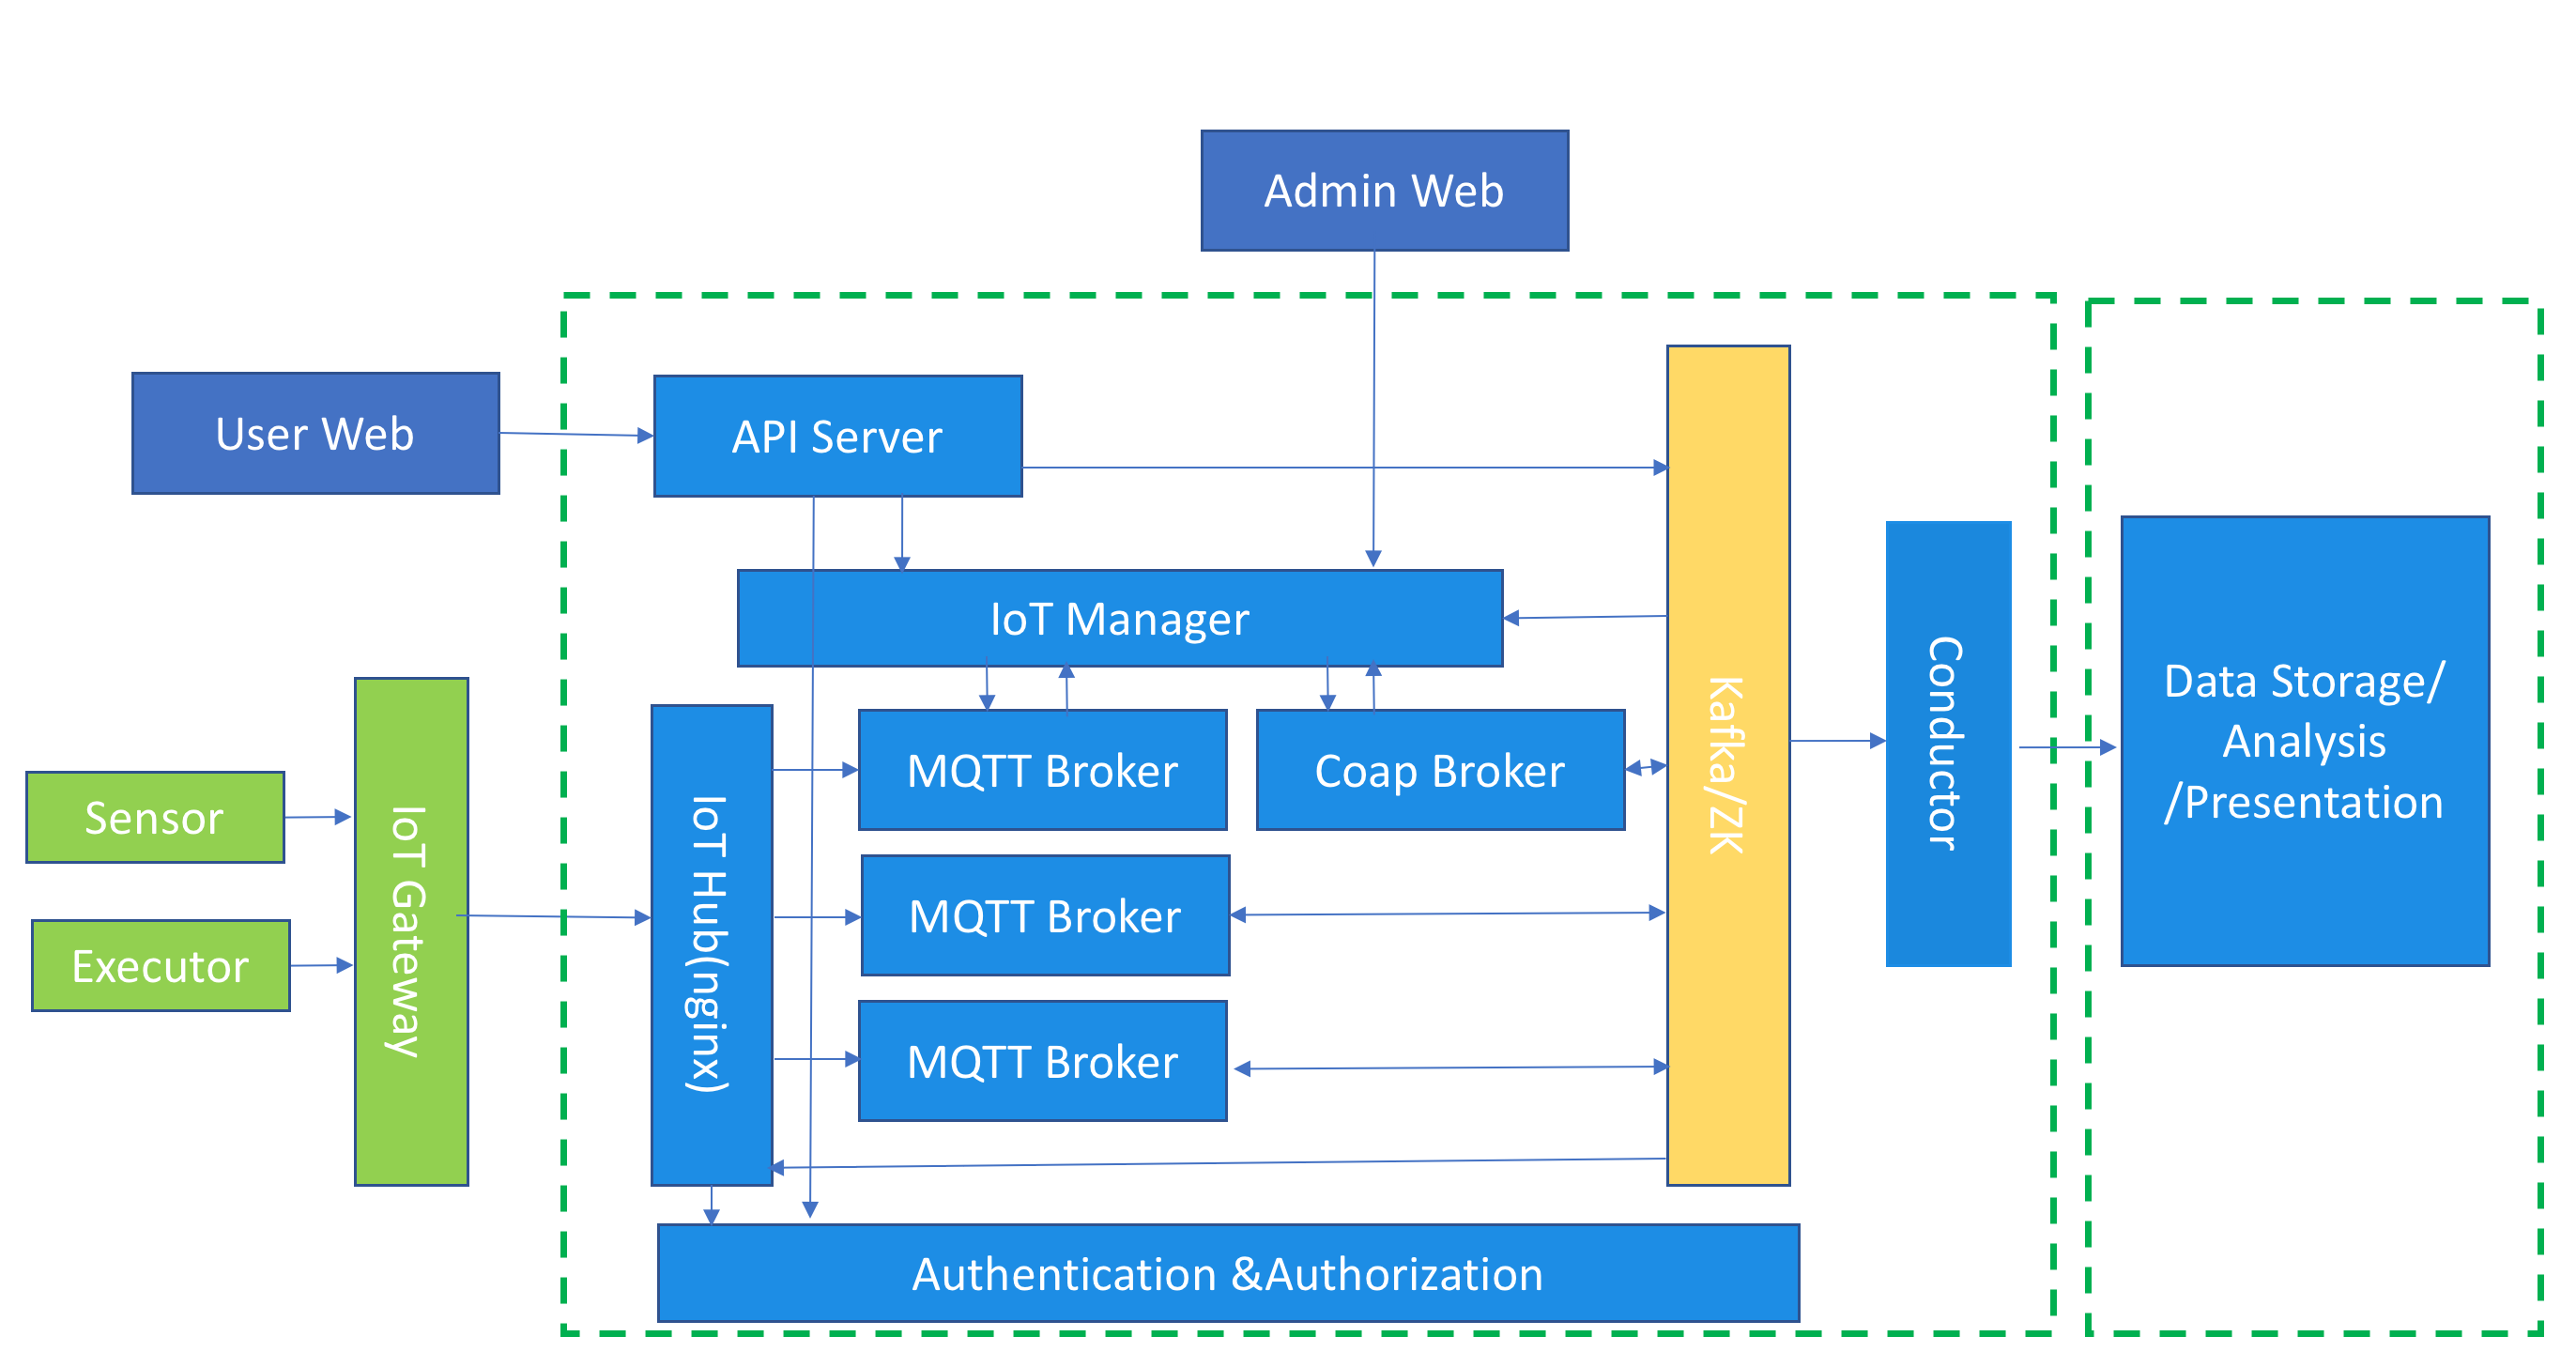 Admin Web
User Web
API Server
IoT Manager
Sensor
Executor
IoT Gateway
IoT Hub(nginx)
MQTT Broker
Coap Broker
MQTT Broker
MQTT Broker
Kafka/ZK
Conductor
Data Storage/
Analysis
/Presentation
Authentication &Authorization